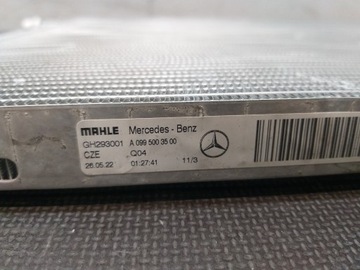 MAHLE Mercedes-Benz
GH293001 A 099 500 35 00
CZE Q04
26.05.22 01:27:41 11/3